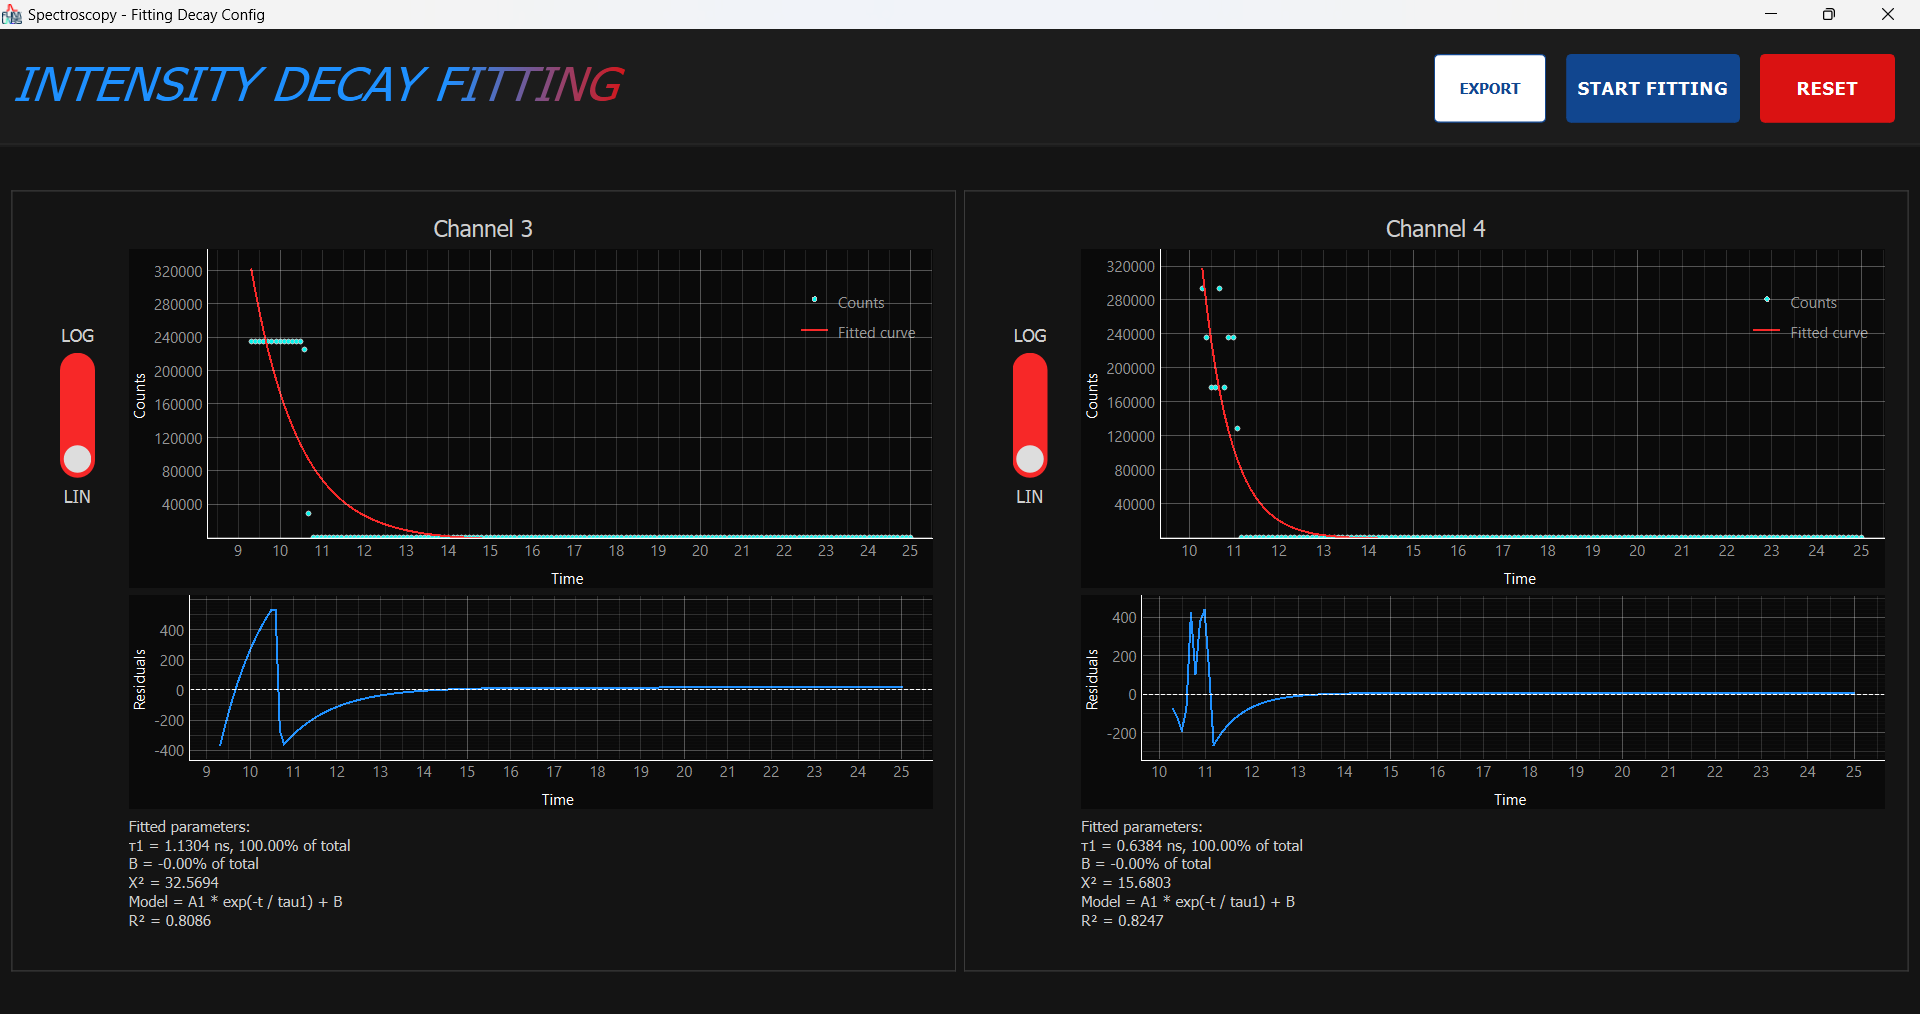 Spectroscopy - Fitting Decay Config
INTENSITY DECAY FITTING
EXPORT
START FITTING
RESET
Channel 3
LOG
LIN
Counts
320000
280000
240000
200000
160000
120000
80000
40000
Counts
Fitted curve
9 10 11 12 13 14 15 16 17 18 19 20 21 22 23 24 25
Time
Residuals
400
200
0
-200
-400
9 10 11 12 13 14 15 16 17 18 19 20 21 22 23 24 25
Time
Fitted parameters:
τ1 = 1.1304 ns, 100.00% of total
B = -0.00% of total
X² = 32.5694
Model = A1 * exp(-t / tau1) + B
R² = 0.8086
Channel 4
LOG
LIN
Counts
320000
280000
240000
200000
160000
120000
80000
40000
Counts
Fitted curve
10 11 12 13 14 15 16 17 18 19 20 21 22 23 24 25
Time
Residuals
400
200
0
-200
10 11 12 13 14 15 16 17 18 19 20 21 22 23 24 25
Time
Fitted parameters:
τ1 = 0.6384 ns, 100.00% of total
B = -0.00% of total
X² = 15.6803
Model = A1 * exp(-t / tau1) + B
R² = 0.8247